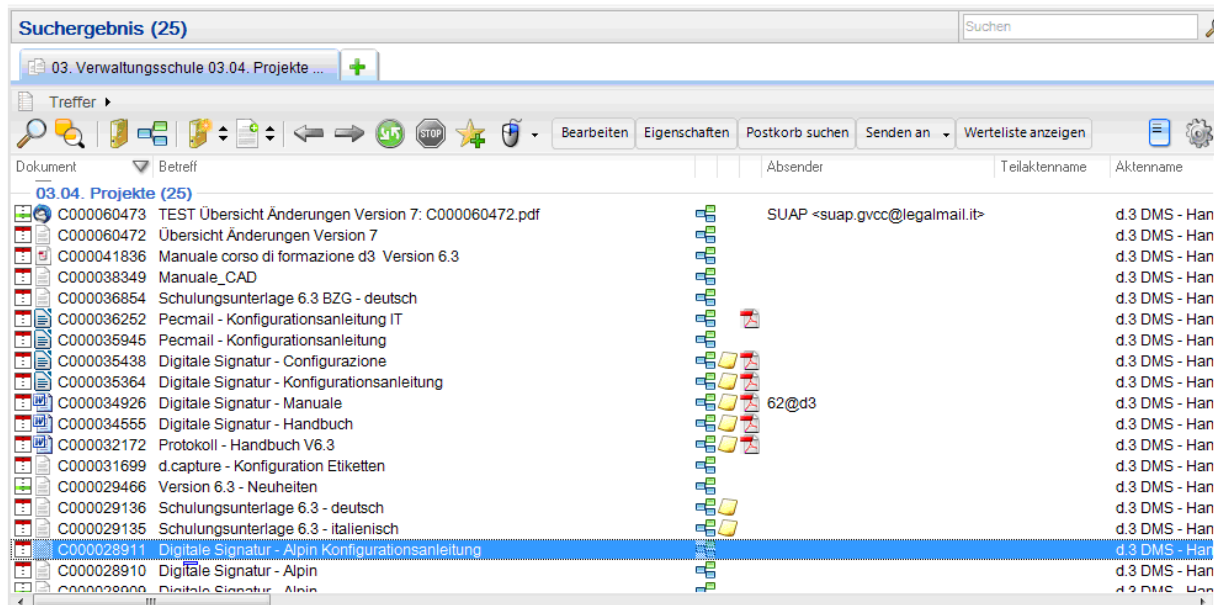 Suchergebnis (25) Suchen
03. Verwaltungsschule 03.04. Projekte ...
Treffer
STOP Bearbeiten Eigenschaften Postkorb suchen Senden an Werteliste anzeigen
Dokument Betreff Absender Teilaktenname Aktenname
03.04. Projekte (25)
C000060473 TEST Übersicht Änderungen Version 7: C000060472.pdf SUAP <suap.gvcc@legalmail.it> d.3 DMS - Han
C000060472 Übersicht Änderungen Version 7 d.3 DMS - Han
C000041836 Manuale corso di formazione d3 Version 6.3 d.3 DMS - Han
C000038349 Manuale_CAD d.3 DMS - Han
C000036854 Schulungsunterlage 6.3 BZG - deutsch d.3 DMS - Han
C000036252 Pecmail - Konfigurationsanleitung IT d.3 DMS - Han
C000035945 Pecmail - Konfigurationsanleitung d.3 DMS - Han
C000035438 Digitale Signatur - Configurazione d.3 DMS - Han
C000035364 Digitale Signatur - Konfigurationsanleitung d.3 DMS - Han
C000034926 Digitale Signatur - Manuale 62@d3 d.3 DMS - Han
C000034555 Digitale Signatur - Handbuch d.3 DMS - Han
C000032172 Protokoll - Handbuch V6.3 d.3 DMS - Han
C000031699 d.capture - Konfiguration Etiketten d.3 DMS - Han
C000029466 Version 6.3 - Neuheiten d.3 DMS - Han
C000029136 Schulungsunterlage 6.3 - deutsch d.3 DMS - Han
C000029135 Schulungsunterlage 6.3 - italienisch d.3 DMS - Han
C000028911 Digitale Signatur - Alpin Konfigurationsanleitung d.3 DMS - Han
C000028910 Digitale Signatur - Alpin d.3 DMS - Han
C000028909 Digitale Signatur - Alpin d.3 DMS - Han